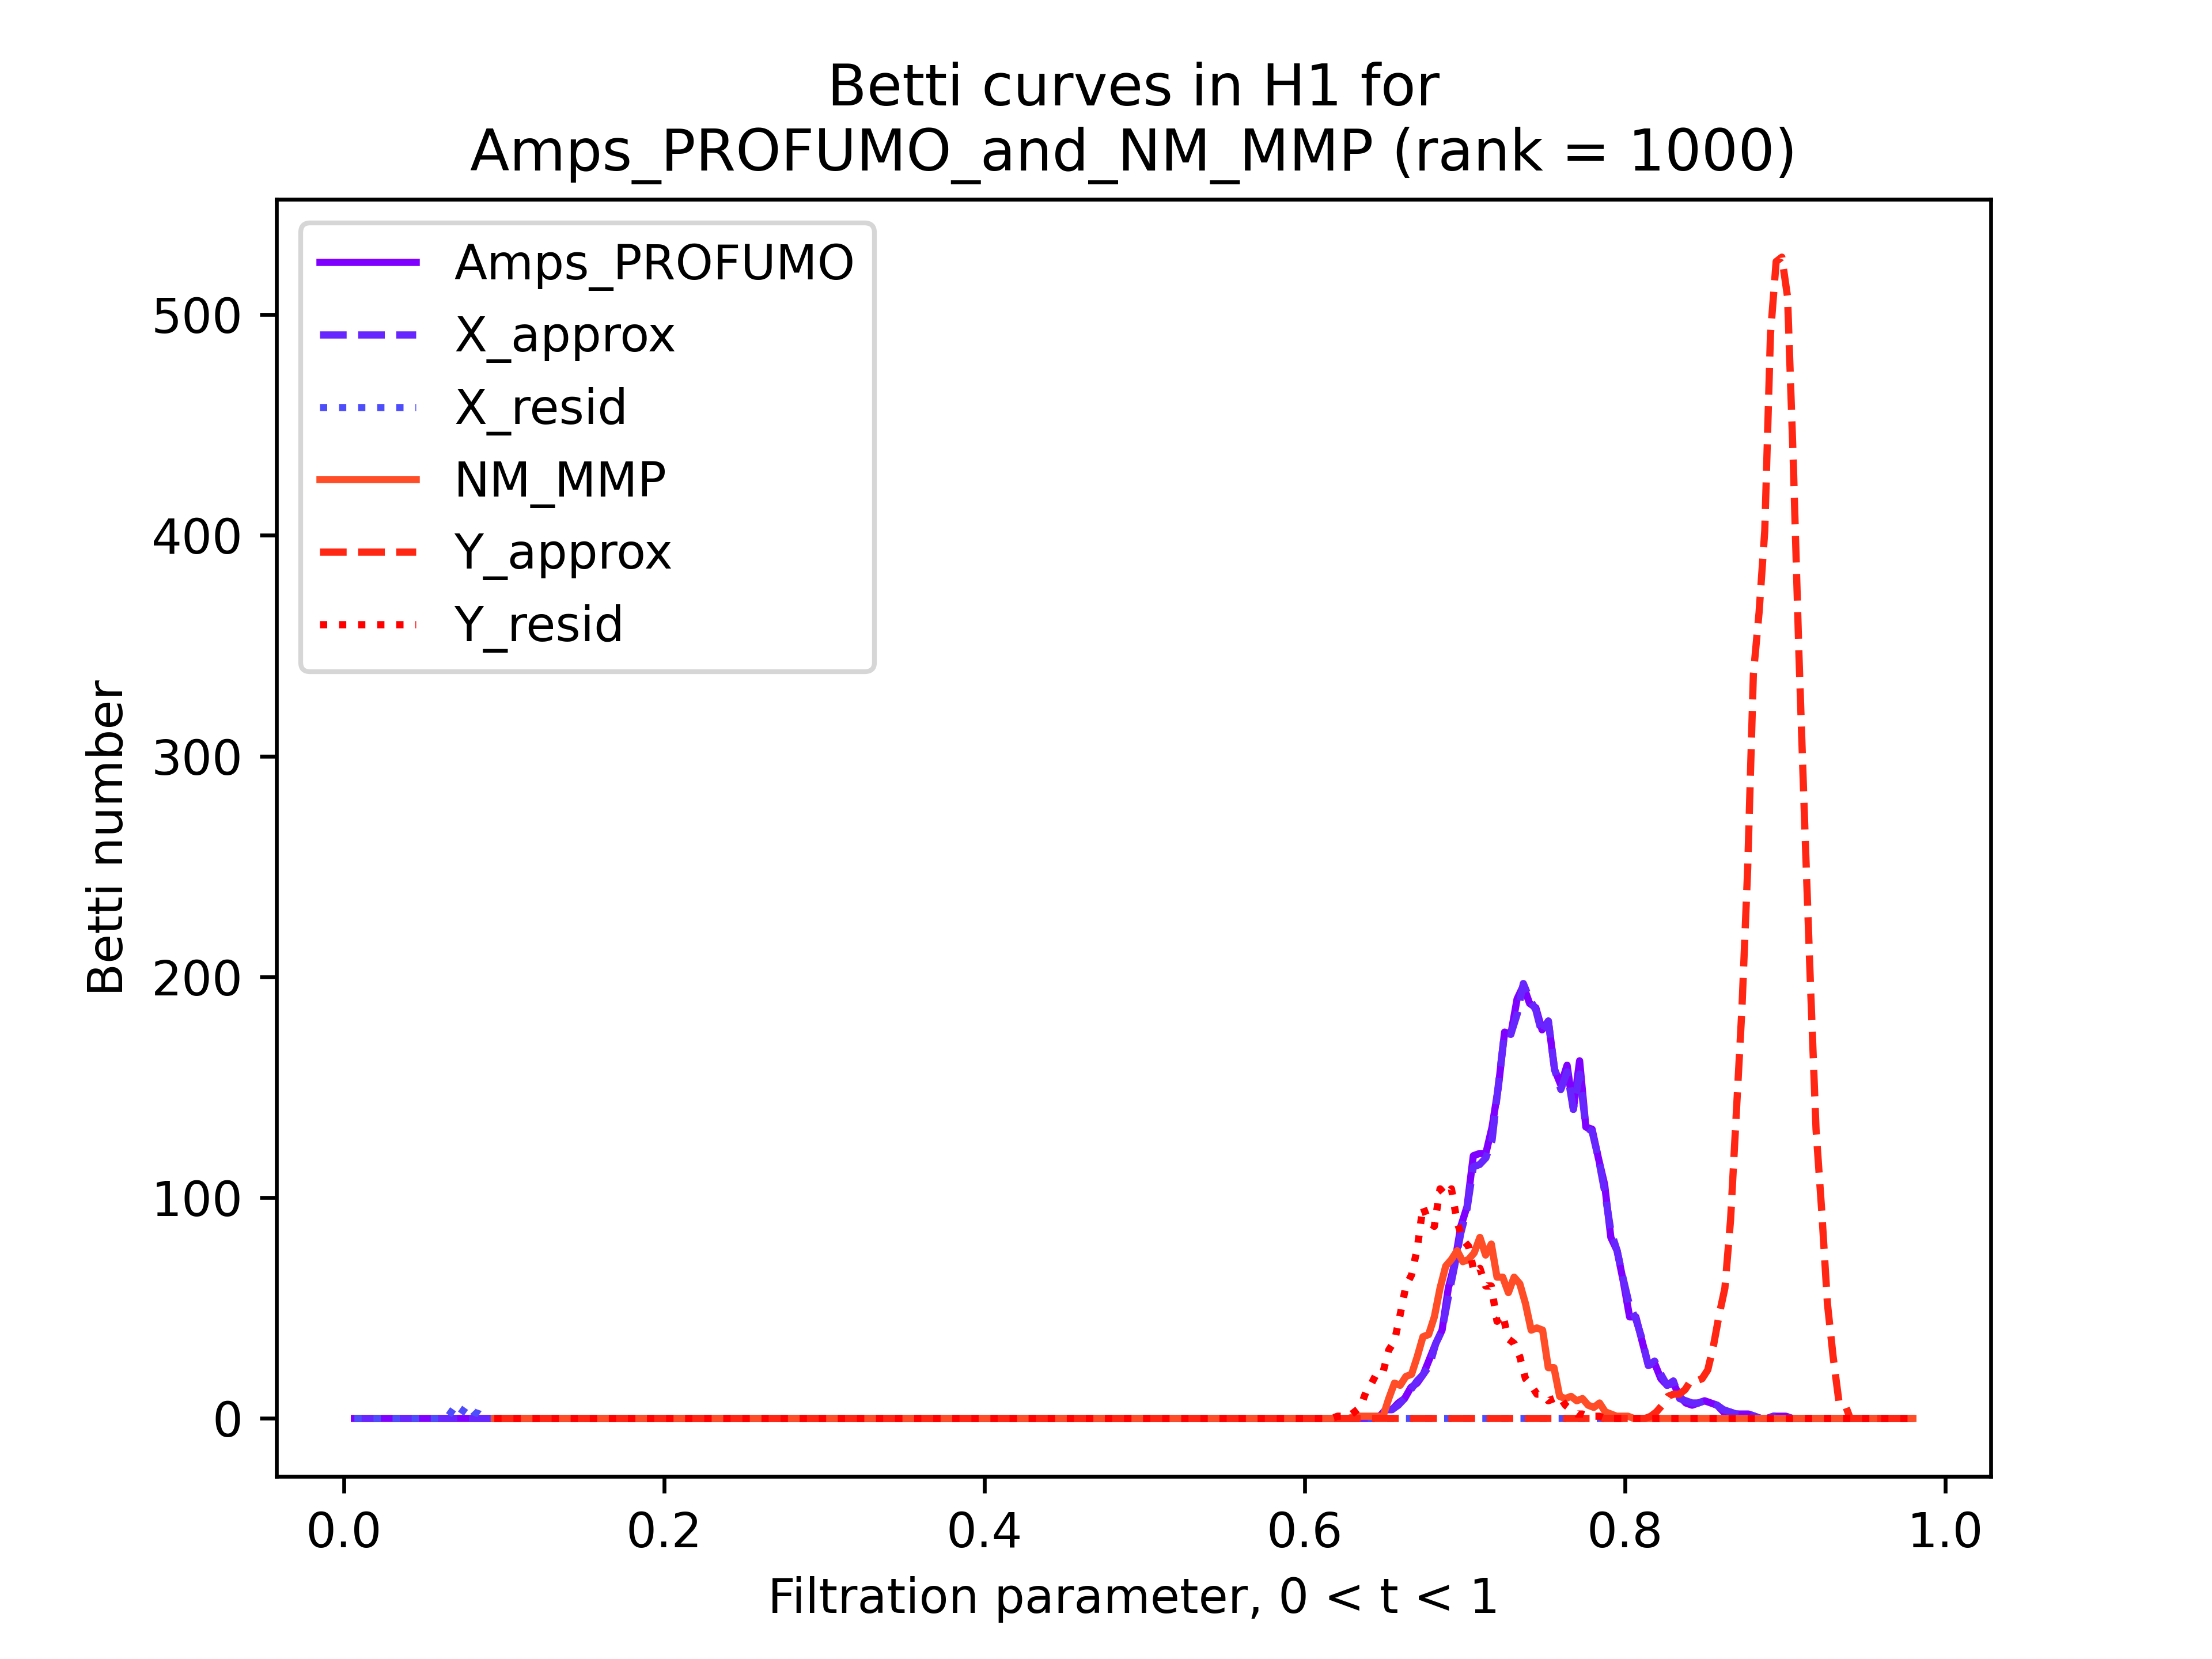 Betti curves in H1 for
Amps_PROFUMO_and_NM_MMP (rank = 1000)
Amps_PROFUMO
X_approx
X_resid
NM_MMP
Y_approx
Y_resid
Betti number
500
400
300
200
100
0
0.0 0.2 0.4 0.6 0.8 1.0
Filtration parameter, 0 < t < 1